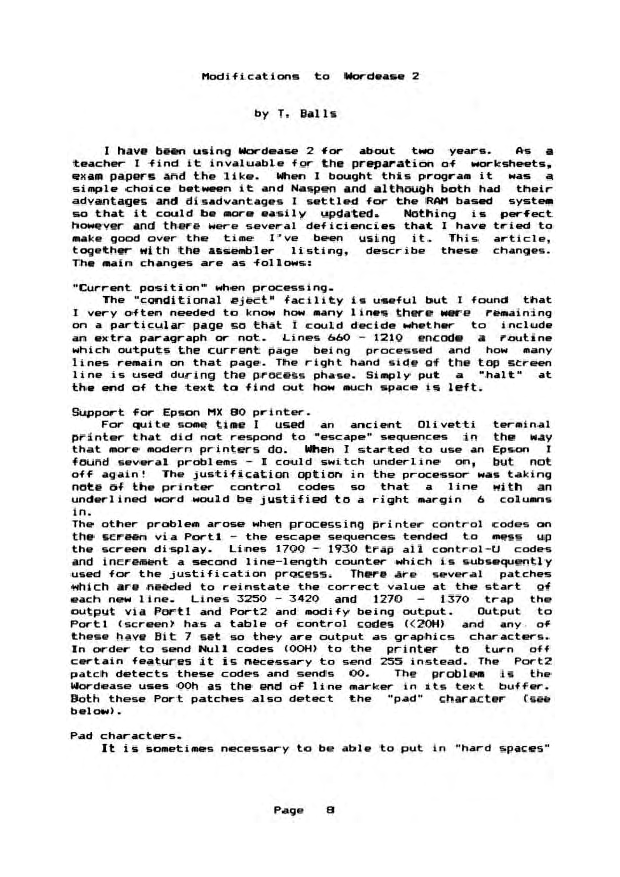 Modifications to Wordease 2
by T. Balls
I have been using Wordease 2 for about two years. As a
teacher I find it invaluable for the preparation of worksheets,
exam papers and the like. When I bought this program it was a
simple choice between it and Naspen and although both had their
advantages and disadvantages I settled for the RAM based system
so that it could be more easily updated. Nothing is perfect
however and there were several deficiencies that I have tried to
make good over the time I've been using it. This article,
together with the assembler listing, describe these changes.
The main changes are as follows:
"Current position" when processing.
The "conditional eject" facility is useful but I found that
I very often needed to know how many lines there were remaining
on a particular page so that I could decide whether to include
an extra paragraph or not. Lines 660 - 1210 encode a routine
which outputs the current page being processed and how many
lines remain on that page. The right hand side of the top screen
line is used during the process phase. Simply put a "halt" at
the end of the text to find out how much space is left.
Support for Epson MX 80 printer.
For quite some time I used an ancient Olivetti terminal
printer that did not respond to "escape" sequences in the way
that more modern printers do. When I started to use an Epson I
found several problems - I could switch underline on, but not
off again! The justification option in the processor was taking
note of the printer control codes so that a line with an
underlined word would be justified to a right margin 6 columns
in.
The other problem arose when processing printer control codes on
the screen via Port1 - the escape sequences tended to mess up
the screen display. Lines 1700 - 1930 trap all control-U codes
and increment a second line-length counter which is subsequently
used for the justification process. There are several patches
which are needed to reinstate the correct value at the start of
each new line. Lines 3250 - 3420 and 1270 - 1370 trap the
output via Port1 and Port2 and modify being output. Output to
Port1 (screen) has a table of control codes (<20H) and any of
these have Bit 7 set so they are output as graphics characters.
In order to send Null codes (00H) to the printer to turn off
certain features it is necessary to send 255 instead. The Port2
patch detects these codes and sends 00. The problem is the
Wordease uses 00h as the end of line marker in its text buffer.
Both these Port patches also detect the "pad" character (see
below).
Pad characters.
It is sometimes necessary to be able to put in "hard spaces"
Page 8